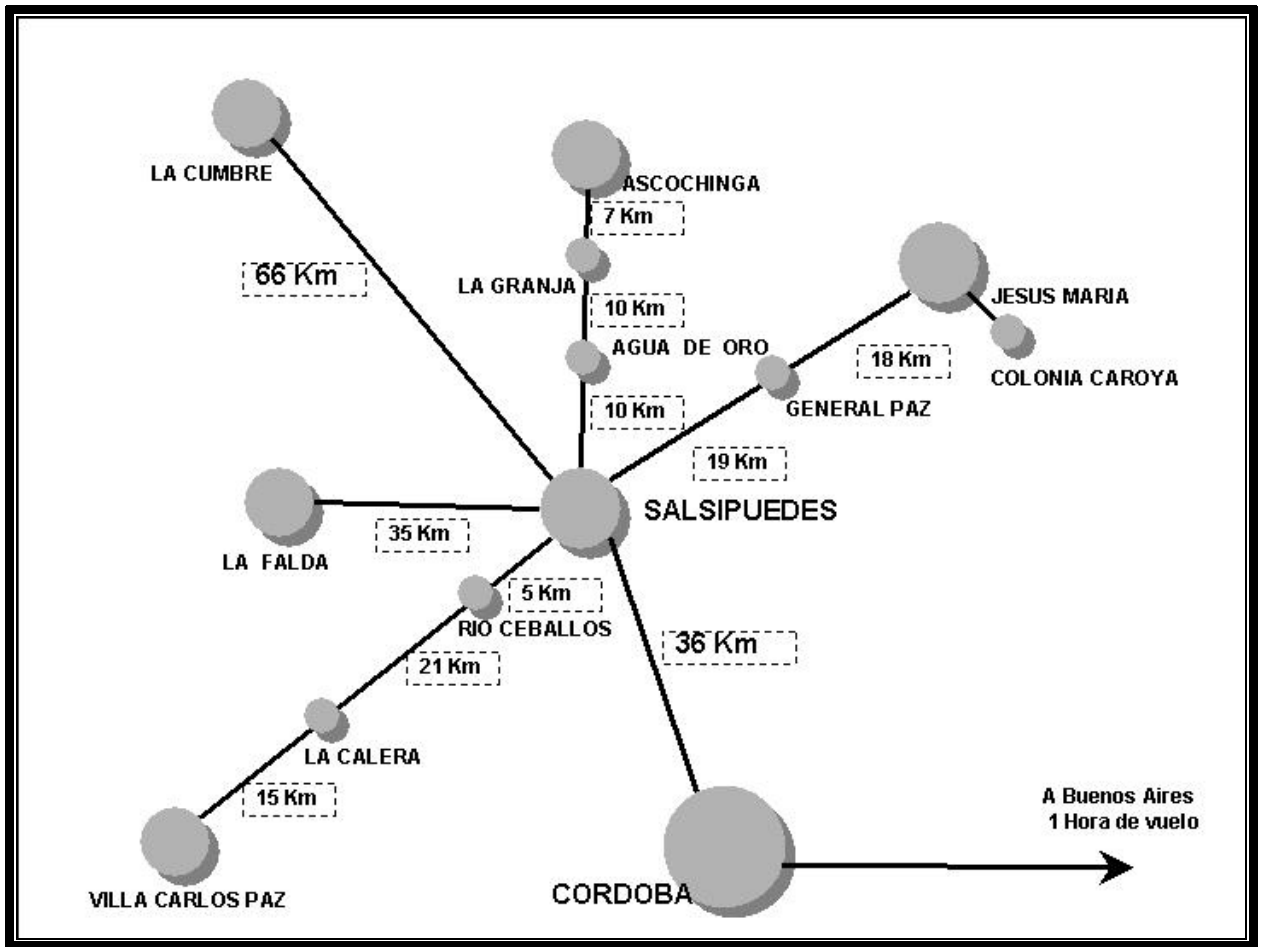 LA CUMBRE
ASCOCHINGA
7 Km
66 Km
LA GRANJA
JESUS MARIA
10 Km
AGUA DE ORO
18 Km
COLONIA CAROYA
10 Km
GENERAL PAZ
19 Km
SALSIPUEDES
35 Km
LA FALDA
5 Km
RIO CEBALLOS
36 Km
21 Km
LA CALERA
15 Km
A Buenos Aires
1 Hora de vuelo
VILLA CARLOS PAZ
CORDOBA